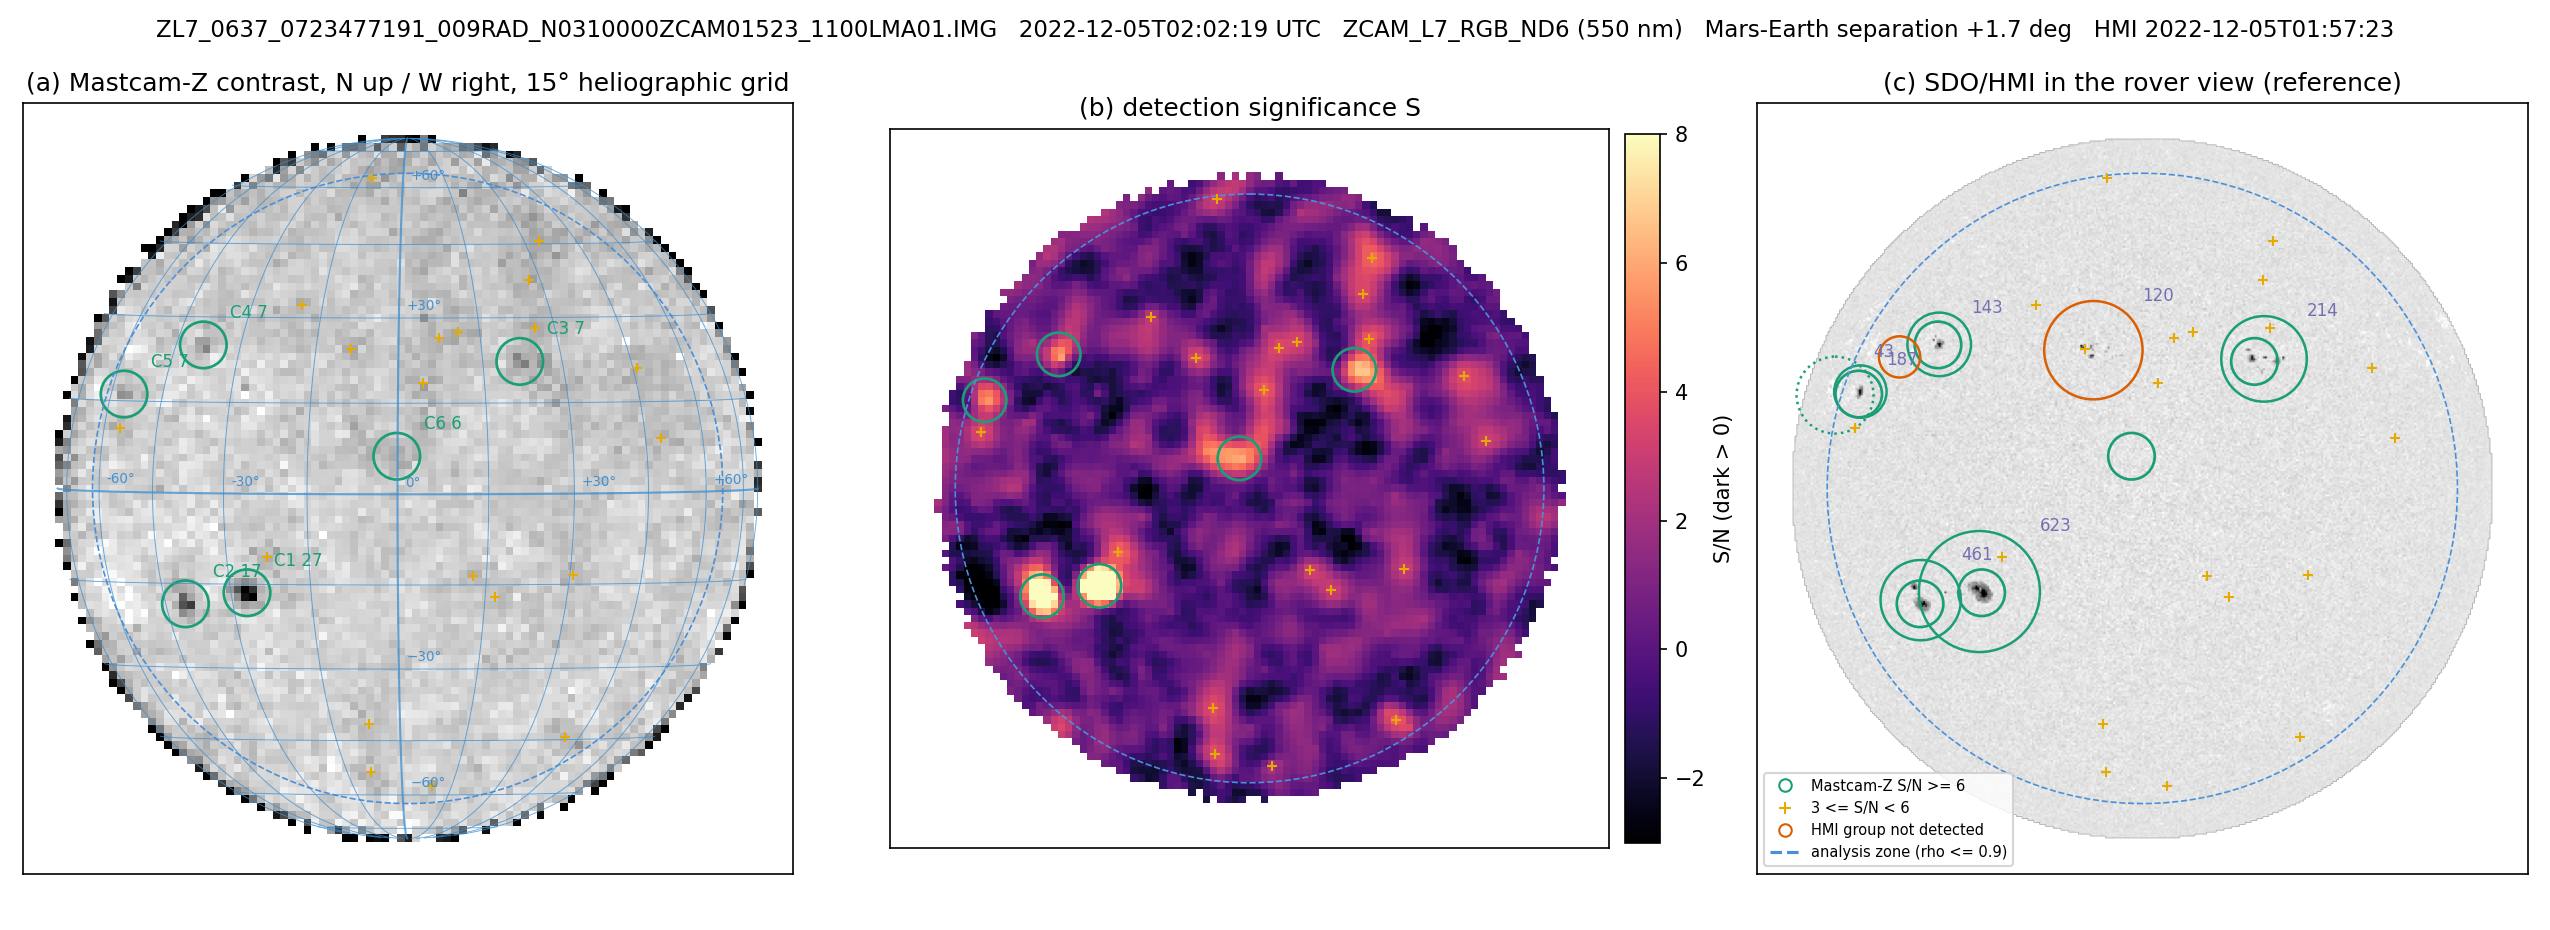 ZL7_0637_0723477191_009RAD_N0310000ZCAM01523_1100LMA01.IMG 2022-12-05T02:02:19 UTC ZCAM_L7_RGB_ND6 (550 nm) Mars-Earth separation +1.7 deg HMI 2022-12-05T01:57:23
(a) Mastcam-Z contrast, N up / W right, 15° heliographic grid
+60°
C4 7
+30°
C3 7
C5 7
C6 6
-60°
-30°
0°
+30°
+60°
C2 17
C1 27
−30°
−60°
(b) detection significance S
8
6
4
2
0
−2
S/N (dark > 0)
(c) SDO/HMI in the rover view (reference)
143
120
214
43
187
623
461
Mastcam-Z S/N >= 6
3 <= S/N < 6
HMI group not detected
analysis zone (rho <= 0.9)